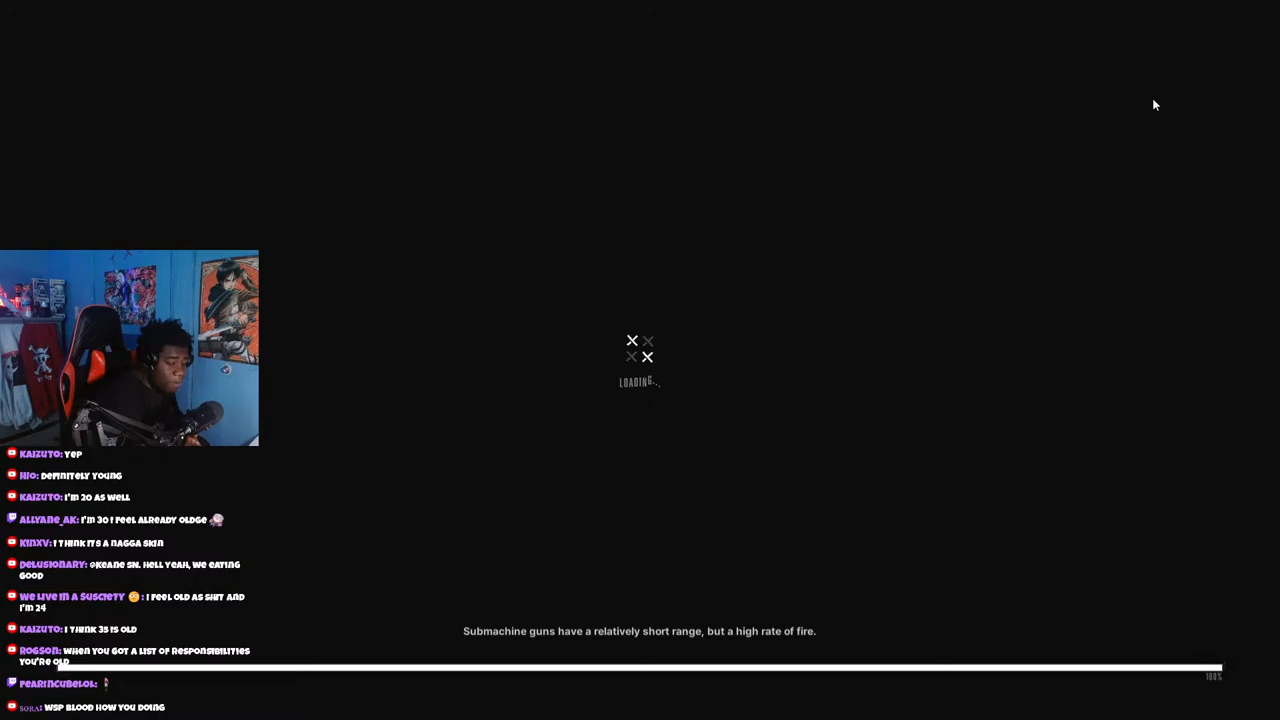 LOADING...
KAIZUTO: YEP
HIO: DEFINITELY YOUNG
KAIZUTO: I'M 20 AS WELL
ALLYANE_AK: I'M 30 I FEEL ALREADY OLDGE
KINXV: I THINK ITS A NAGGA SKIN
DELUSIONARY: @KEANE SN. HELL YEAH, WE EATING
GOOD
WE LIVE IN A SUSCIETY 😳 : I FEEL OLD AS SHIT AND
I'M 24
KAIZUTO: I THINK 35 IS OLD
ROGSON: WHEN YOU GOT A LIST OF RESPONSIBILITIES
YOU'RE OLD
FEARINCUBELOL:
SORA: WSP BLOOD HOW YOU DOING
Submachine guns have a relatively short range, but a high rate of fire.
100%